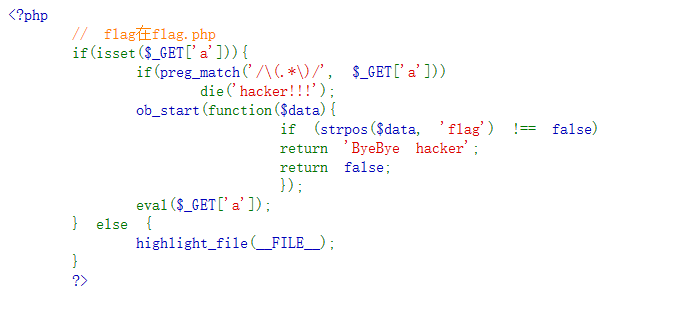 <?php
// flag在flag.php
if(isset($_GET['a'])){
if(preg_match('/\(.*\)/', $_GET['a']))
die('hacker!!!');
ob_start(function($data){
if (strpos($data, 'flag') !== false)
return 'ByeBye hacker';
return false;
});
eval($_GET['a']);
} else {
highlight_file(__FILE__);
}
?>